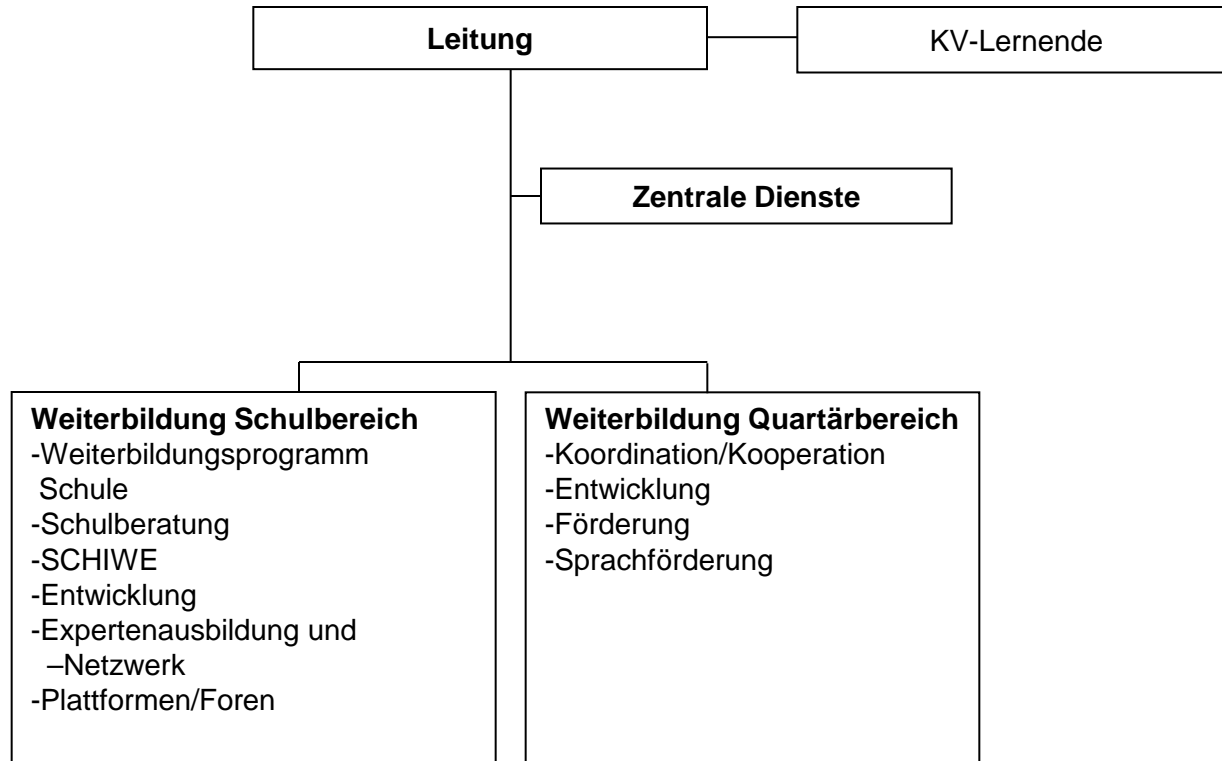 Leitung
KV-Lernende
Zentrale Dienste
Weiterbildung Schulbereich
-Weiterbildungsprogramm
Schule
-Schulberatung
-SCHIWE
-Entwicklung
-Expertenausbildung und
–Netzwerk
-Plattformen/Foren
Weiterbildung Quartärbereich
-Koordination/Kooperation
-Entwicklung
-Förderung
-Sprachförderung